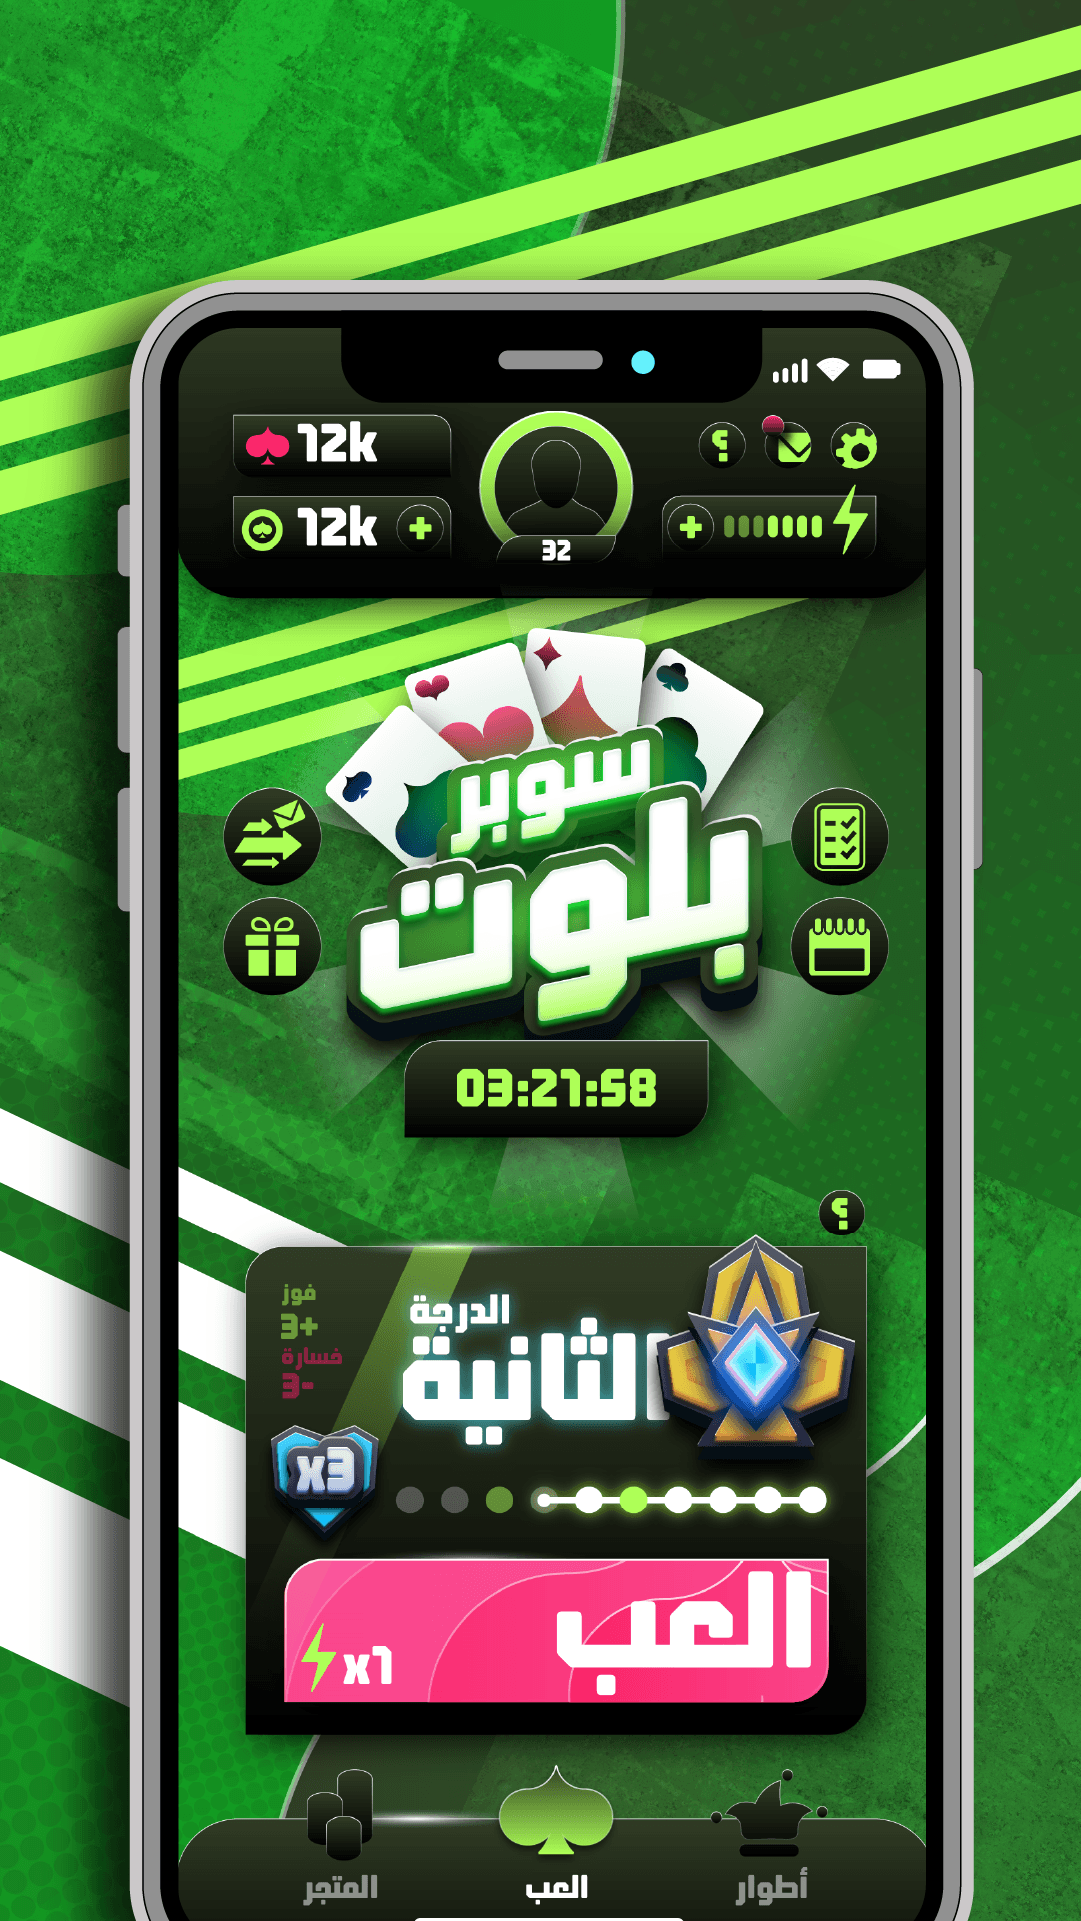 12k
12k
32
سوبر
بلوت
03:21:58
؟
؟
الدرجة
الثانية
فوز
+3
خسارة
-3
x3
العب
x1
أطوار
العب
المتجر